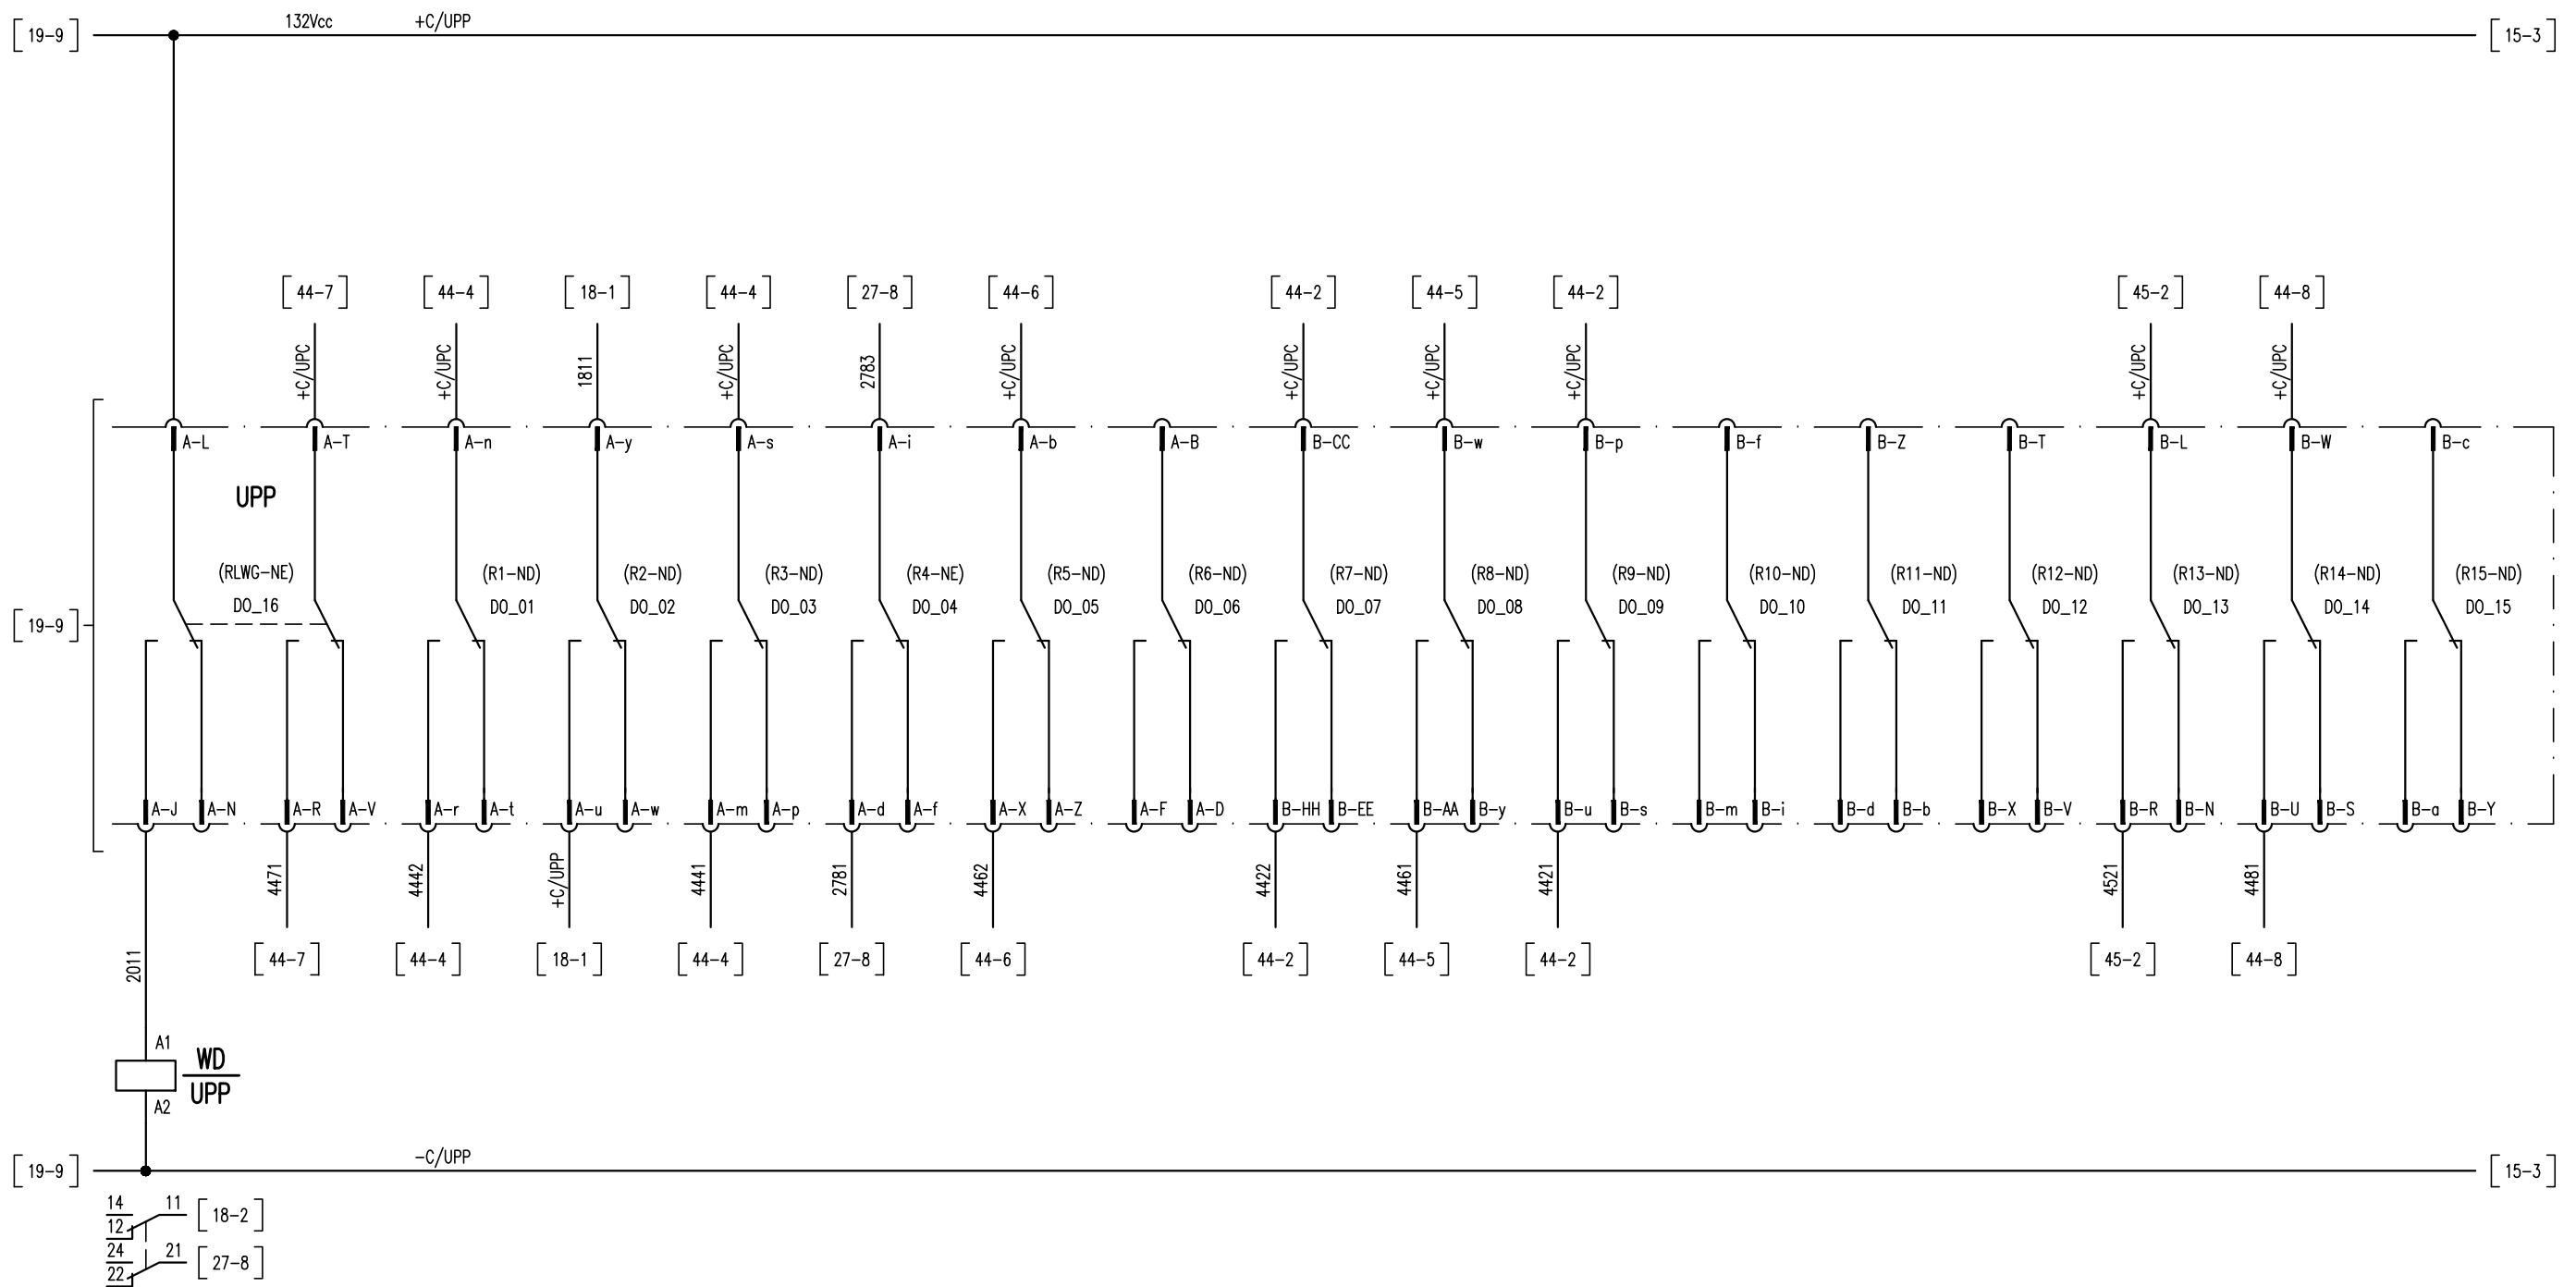 132Vcc +C/UPP
[19-9] [15-3]
[44-7] [44-4] [18-1] [44-4] [27-8] [44-6] [44-2] [44-5] [44-2] [45-2] [44-8]
+C/UPC +C/UPC 1811 +C/UPC 2783 +C/UPC +C/UPC +C/UPC +C/UPC +C/UPC +C/UPC
A-L A-T A-n A-y A-s A-i A-b A-B B-CC B-w B-p B-f B-Z B-T B-L B-W B-c
UPP
(RLWG-NE) (R1-ND) (R2-ND) (R3-ND) (R4-NE) (R5-ND) (R6-ND) (R7-ND) (R8-ND) (R9-ND) (R10-ND) (R11-ND) (R12-ND) (R13-ND) (R14-ND) (R15-ND)
DO_16 DO_01 DO_02 DO_03 DO_04 DO_05 DO_06 DO_07 DO_08 DO_09 DO_10 DO_11 DO_12 DO_13 DO_14 DO_15
[19-9]
A-J A-N A-R A-V A-r A-t A-u A-w A-m A-p A-d A-f A-X A-Z A-F A-D B-HH B-EE B-AA B-y B-u B-s B-m B-i B-d B-b B-X B-V B-R B-N B-U B-S B-a B-Y
4471 4442 +C/UPP 4441 2781 4462 4422 4461 4421 4521 4481
[44-7] [44-4] [18-1] [44-4] [27-8] [44-6] [44-2] [44-5] [44-2] [45-2] [44-8]
2011
A1
WD
UPP
A2
-C/UPP
[19-9] [15-3]
14 11 [18-2]
12
24 21 [27-8]
22